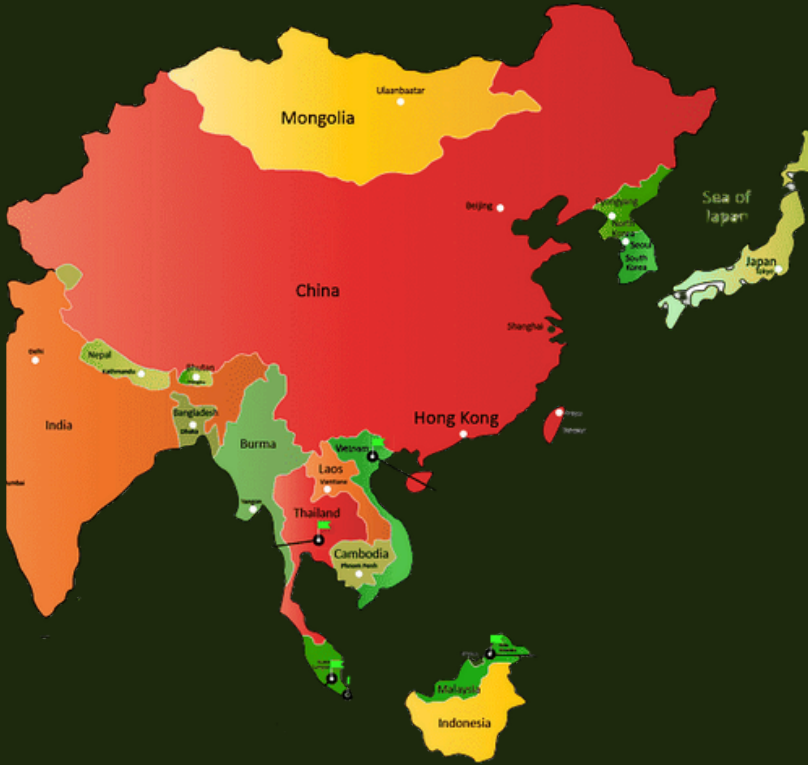 Ulaanbaatar
Mongolia
Beijing
Pyongyang
North
Korea
Seoul
South
Korea
Sea of
Japan
Japan
Tokyo
China
Shanghai
Delhi
Nepal
Kathmandu
Bhutan
Bangladesh
Dhaka
India
Hong Kong
Burma
Vietnam
Laos
Vientiane
Yangon
Thailand
Cambodia
Phnom Penh
Malaysia
Indonesia